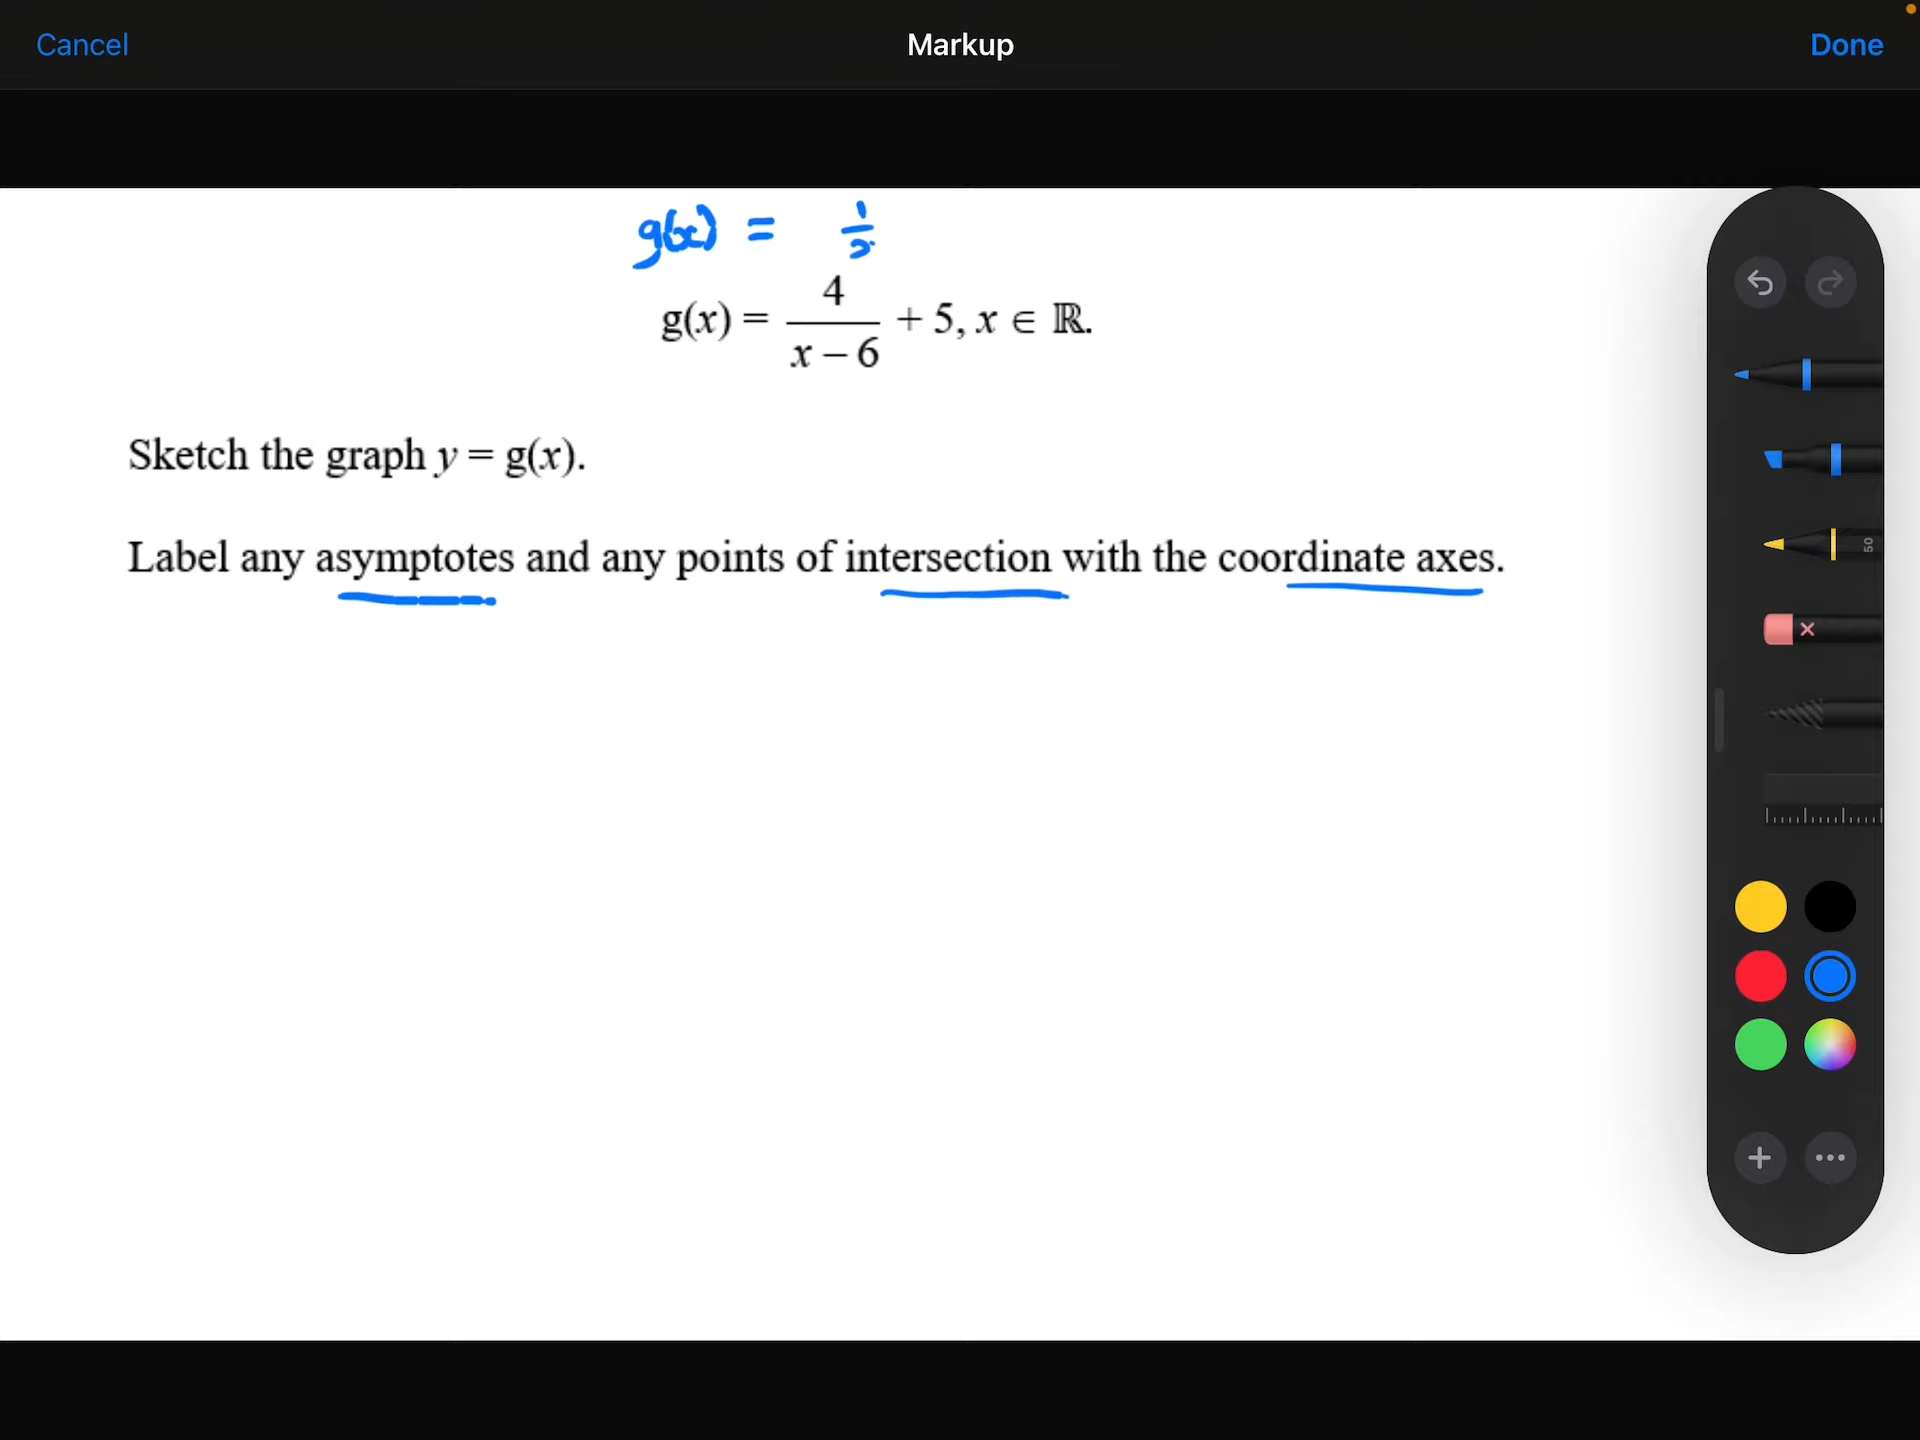 Cancel Markup Done
g(x) = 1/x
g(x) = 4/(x − 6) + 5, x ∈ ℝ.
Sketch the graph y = g(x).
Label any asymptotes and any points of intersection with the coordinate axes.
50